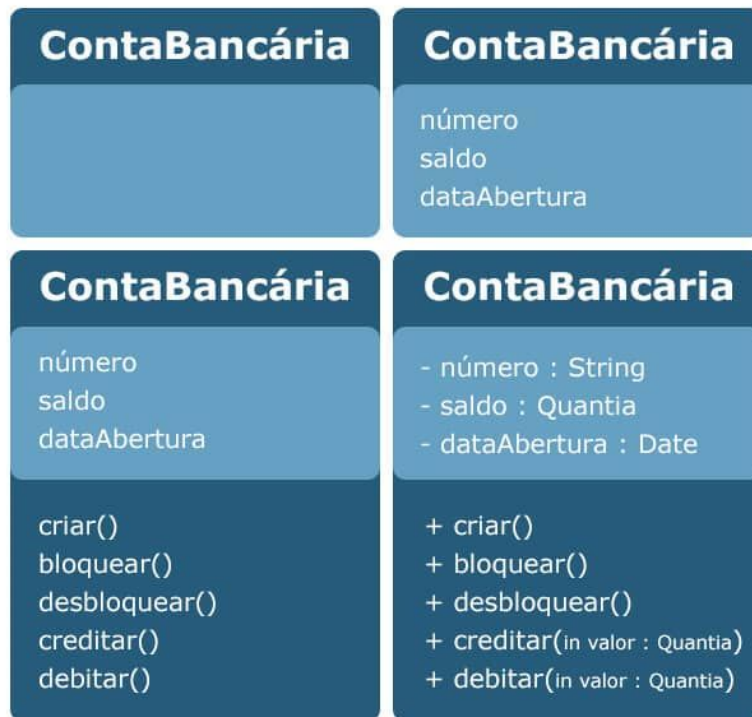 ContaBancária
ContaBancária
número
saldo
dataAbertura
ContaBancária
número
saldo
dataAbertura
criar()
bloquear()
desbloquear()
creditar()
debitar()
ContaBancária
- número : String
- saldo : Quantia
- dataAbertura : Date
+ criar()
+ bloquear()
+ desbloquear()
+ creditar(in valor : Quantia)
+ debitar(in valor : Quantia)